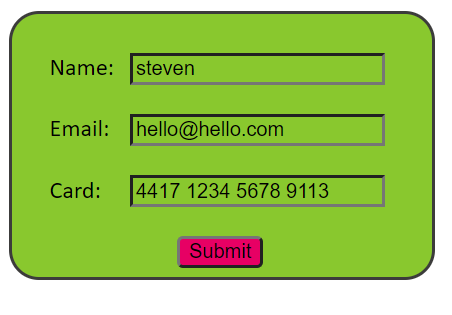 Name: steven
Email: hello@hello.com
Card: 4417 1234 5678 9113
Submit